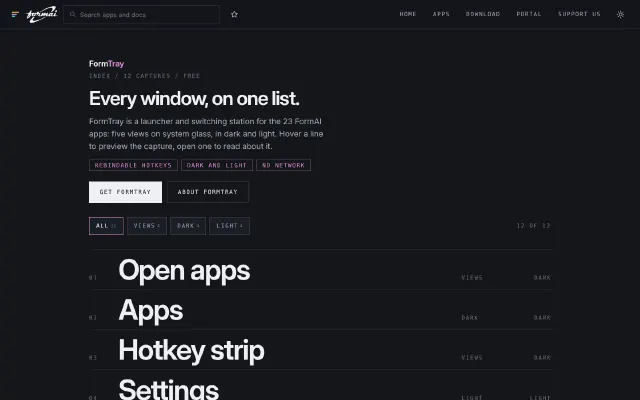 formai
Search apps and docs
HOME APPS DOWNLOAD PORTAL SUPPORT US
FormTray
INDEX / 12 CAPTURES / FREE
Every window, on one list.
FormTray is a launcher and switching station for the 23 FormAI
apps: five views on system glass, in dark and light. Hover a line
to preview the capture, open one to read about it.
REBINDABLE HOTKEYS DARK AND LIGHT NO NETWORK
GET FORMTRAY ABOUT FORMTRAY
ALL VIEWS DARK LIGHT
12 OF 12
01 Open apps VIEWS DARK
02 Apps DARK DARK
03 Hotkey strip VIEWS DARK
04 Settings LIGHT LIGHT